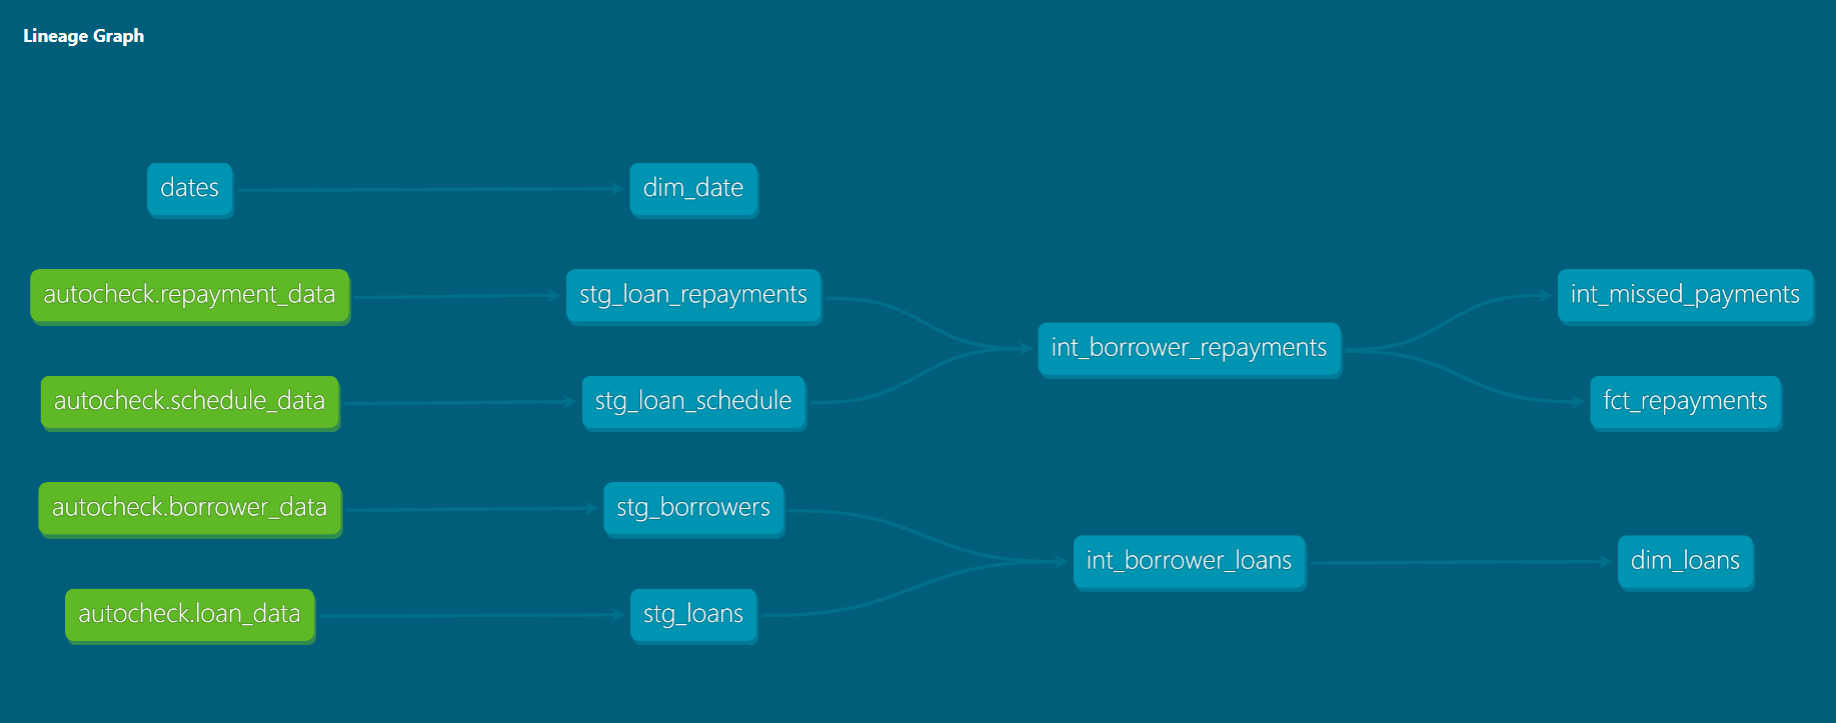 Lineage Graph
dates
dim_date
autocheck.repayment_data
stg_loan_repayments
int_missed_payments
int_borrower_repayments
autocheck.schedule_data
stg_loan_schedule
fct_repayments
autocheck.borrower_data
stg_borrowers
int_borrower_loans
dim_loans
autocheck.loan_data
stg_loans